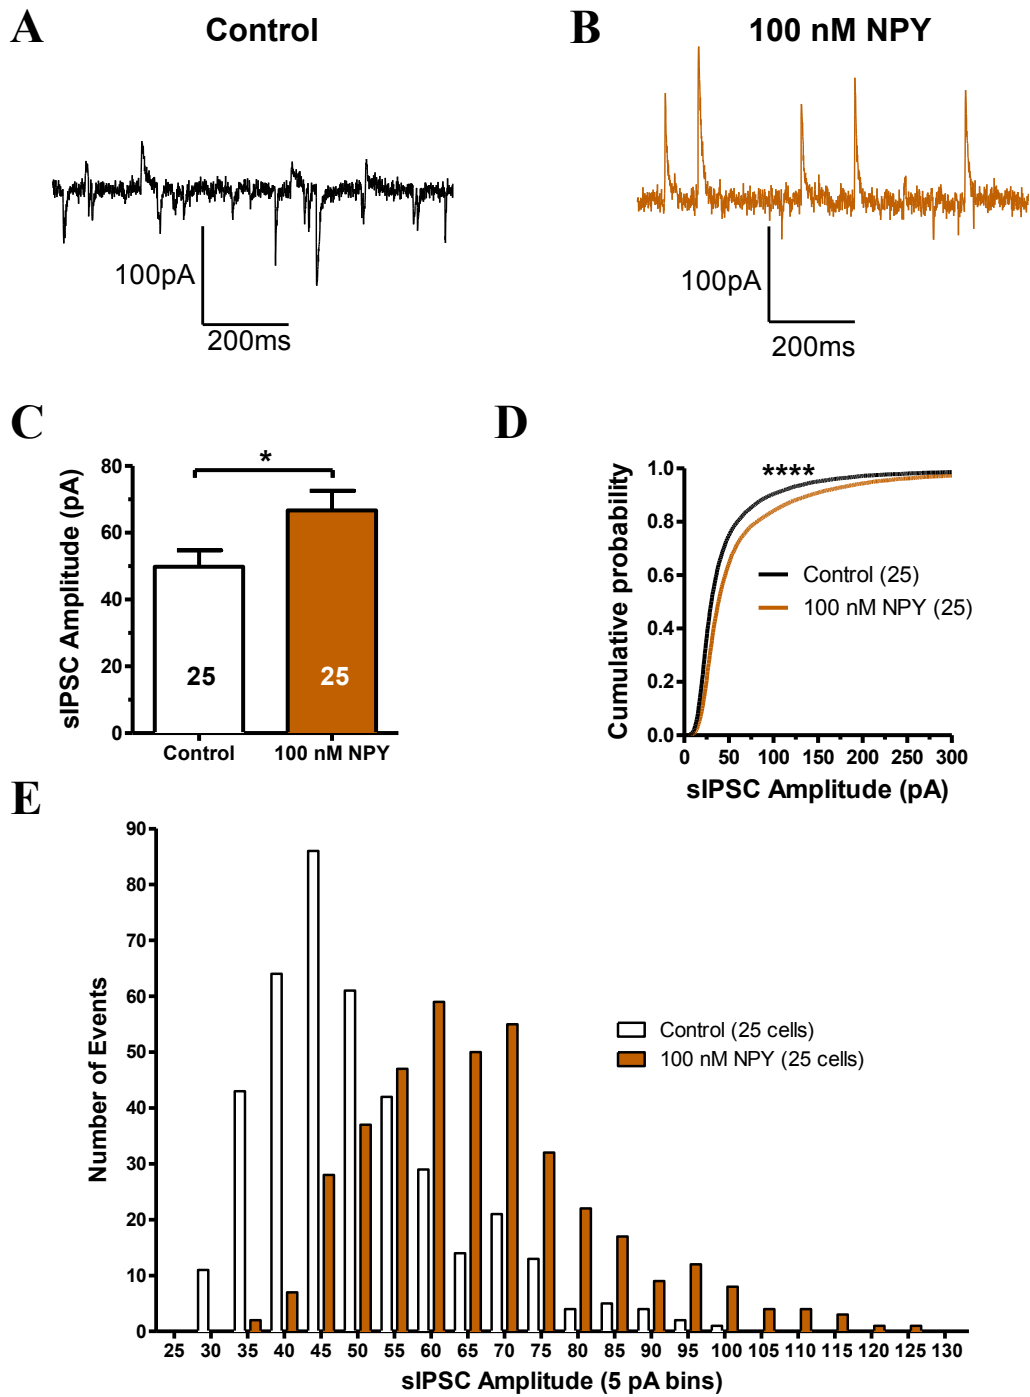 A
Control
B
100 nM NPY
100pA
200ms
100pA
200ms
C
*
sIPSC Amplitude (pA)
80
60
40
20
0
25
25
Control
100 nM NPY
D
****
Cumulative probability
1.0
0.8
0.6
0.4
0.2
0.0
Control (25)
100 nM NPY (25)
0 50 100 150 200 250 300
sIPSC Amplitude (pA)
E
Number of Events
90
80
70
60
50
40
30
20
10
0
Control (25 cells)
100 nM NPY (25 cells)
25 30 35 40 45 50 55 60 65 70 75 80 85 90 95 100 105 110 115 120 125 130
sIPSC Amplitude (5 pA bins)